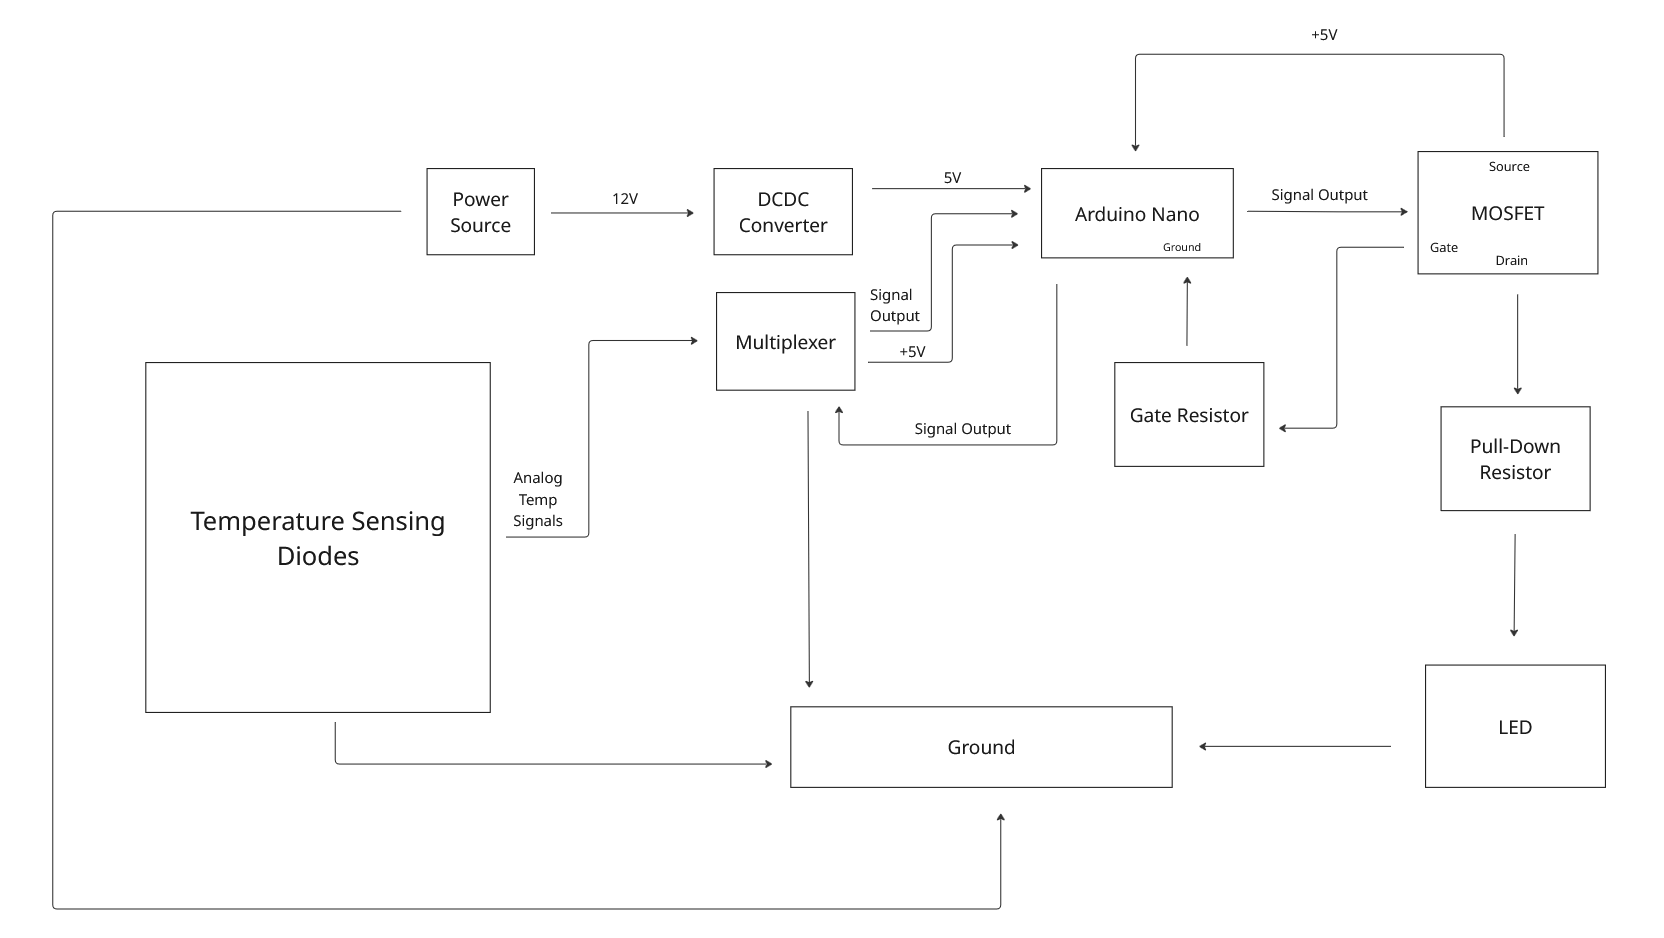 +5V
Power
Source
12V
DCDC
Converter
5V
Arduino Nano
Ground
Signal Output
Source
MOSFET
Gate
Drain
Signal
Output
+5V
Multiplexer
Signal Output
Gate Resistor
Pull-Down
Resistor
Analog
Temp
Signals
Temperature Sensing
Diodes
Ground
LED